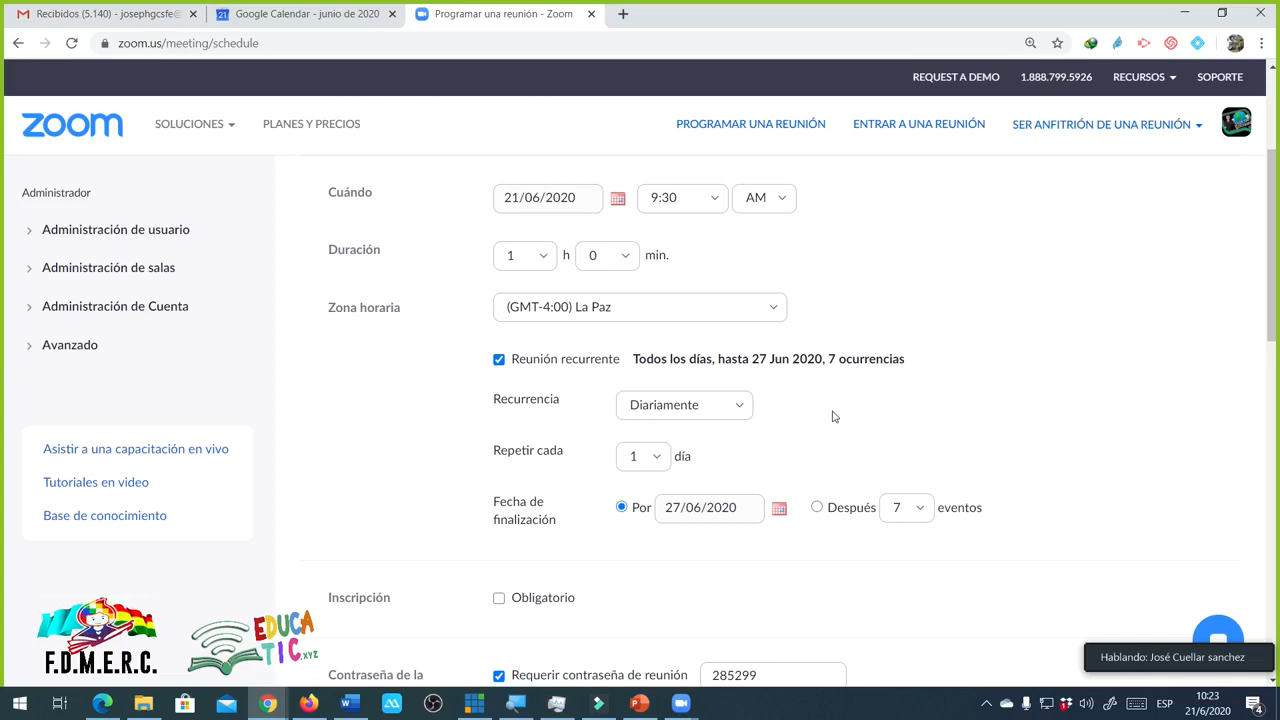 Recibidos (5.140) - josephgcsfe@
Google Calendar - junio de 2020
Programar una reunión - Zoom
zoom.us/meeting/schedule
REQUEST A DEMO 1.888.799.5926 RECURSOS SOPORTE
zoom SOLUCIONES PLANES Y PRECIOS PROGRAMAR UNA REUNIÓN ENTRAR A UNA REUNIÓN SER ANFITRIÓN DE UNA REUNIÓN
Administrador
Administración de usuario
Administración de salas
Administración de Cuenta
Avanzado
Asistir a una capacitación en vivo
Tutoriales en video
Base de conocimiento
Cuándo 21/06/2020 9:30 AM
Duración 1 h 0 min.
Zona horaria (GMT-4:00) La Paz
Reunión recurrente Todos los días, hasta 27 Jun 2020, 7 ocurrencias
Recurrencia Diariamente
Repetir cada 1 día
Fecha de
finalización
Por 27/06/2020 Después 7 eventos
Inscripción Obligatorio
Contraseña de la Requerir contraseña de reunión 285299
F.D.M.E.R.C.
EDUCA
TIC.xyz
Hablando: José Cuellar sanchez
ESP
10:23
21/6/2020
4